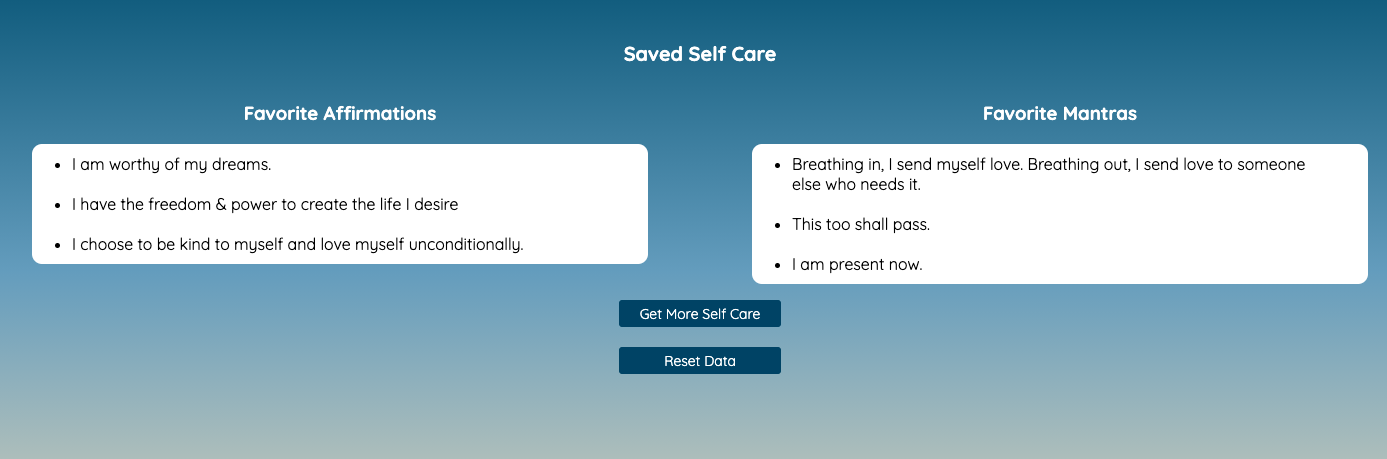 Saved Self Care
Favorite Affirmations
I am worthy of my dreams.
I have the freedom & power to create the life I desire
I choose to be kind to myself and love myself unconditionally.
Favorite Mantras
Breathing in, I send myself love. Breathing out, I send love to someone
else who needs it.
This too shall pass.
I am present now.
Get More Self Care
Reset Data